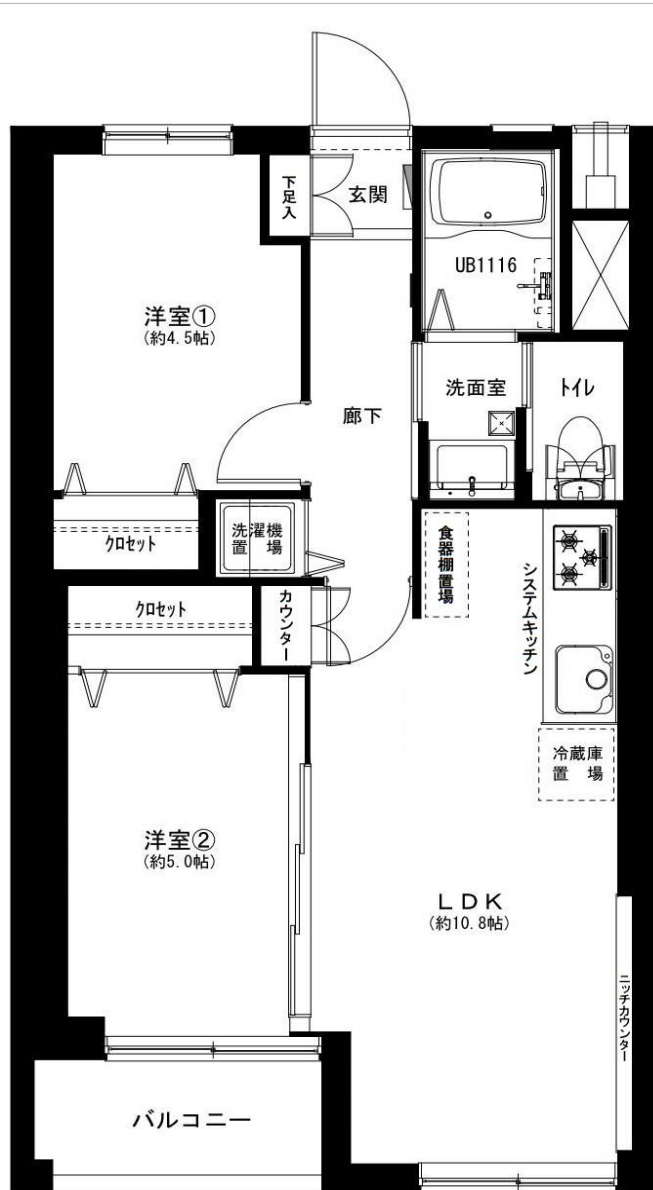 下足入
玄関
UB1116
洋室①
(約4.5帖)
洗面室
トイレ
廊下
クロゼット
洗濯機
置 場
食器棚置場
システムキッチン
クロゼット
カウンター
冷蔵庫
置 場
洋室②
(約5.0帖)
LDK
(約10.8帖)
ニッチカウンター
バルコニー